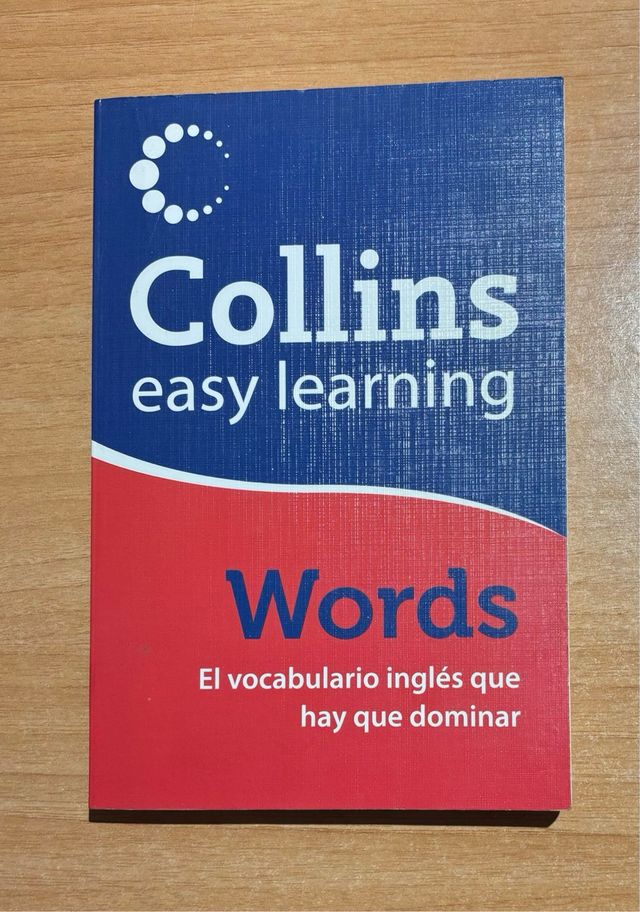 Collins
easy learning
Words
El vocabulario inglés que
hay que dominar